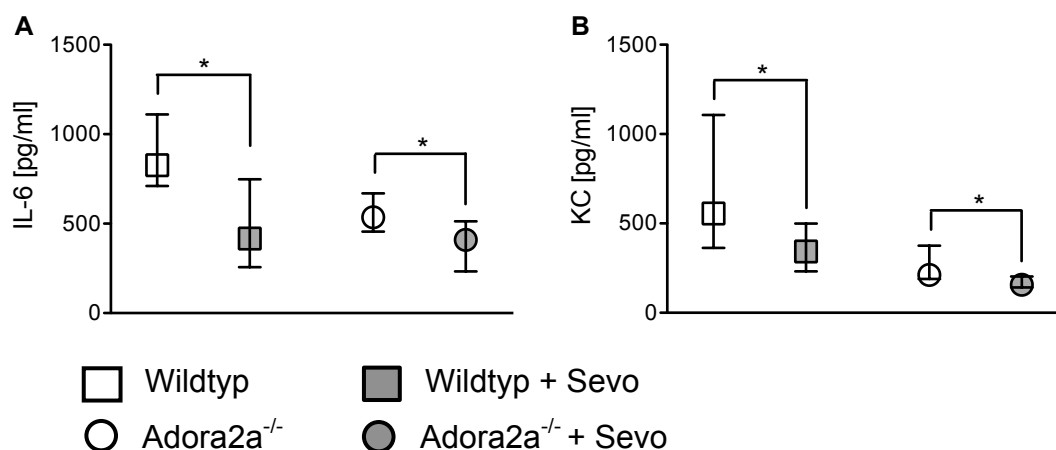 A
IL-6 [pg/ml]
1500
1000
500
0
*
*
B
KC [pg/ml]
1500
1000
500
0
*
*
Wildtyp
Wildtyp + Sevo
Adora2a-/-
Adora2a-/- + Sevo